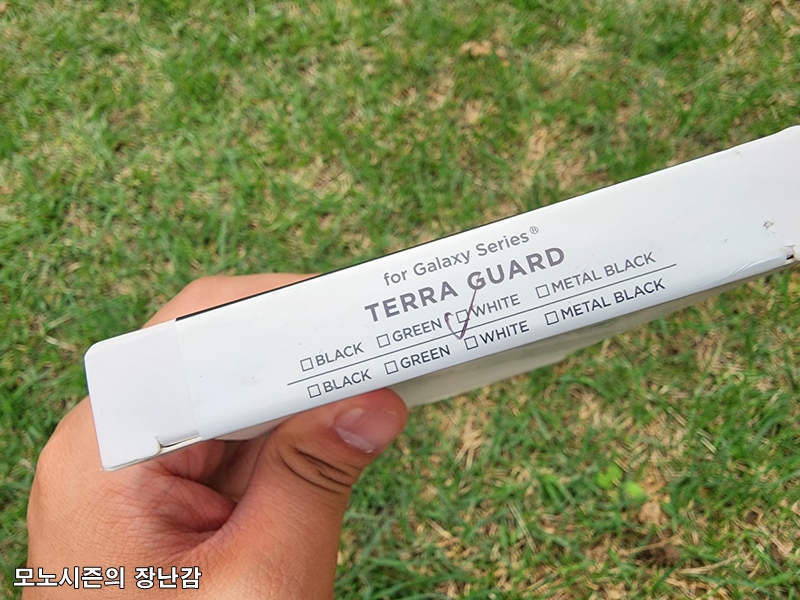 for Galaxy Series®
TERRA GUARD
☐BLACK ☐GREEN ☐WHITE ☐METAL BLACK
☐BLACK ☐GREEN ☐WHITE ☐METAL BLACK
모노시즌의 장난감